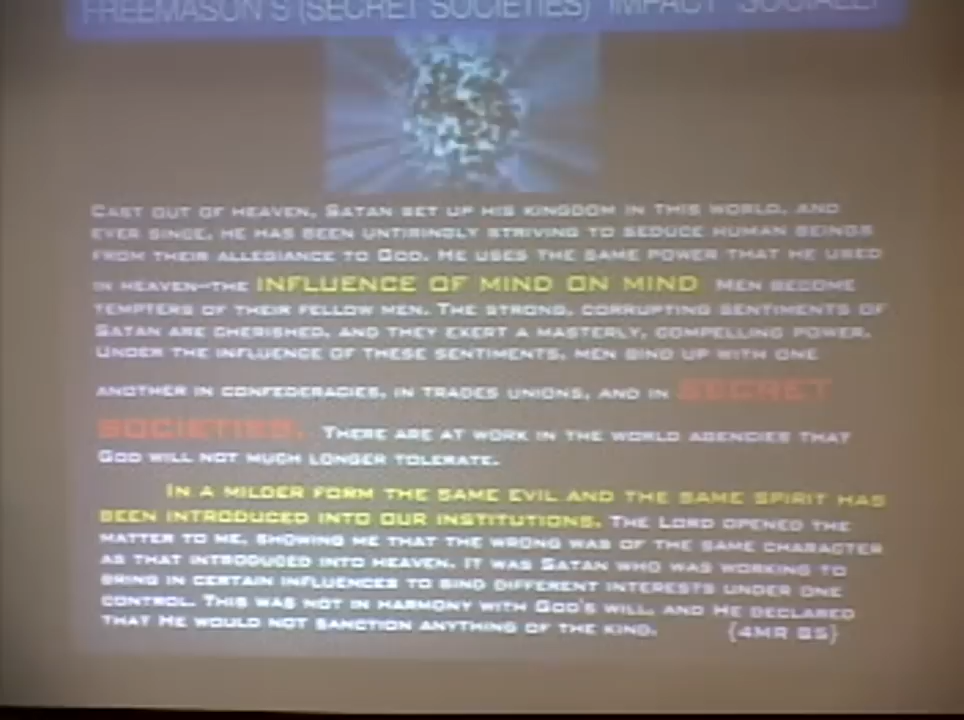 FREEMASON'S (SECRET SOCIETIES) "IMPACT" SOCIALLY
CAST OUT OF HEAVEN, SATAN SET UP HIS KINGDOM IN THIS WORLD, AND
EVER SINCE, HE HAS BEEN UNTIRINGLY STRIVING TO SEDUCE HUMAN BEINGS
FROM THEIR ALLEGIANCE TO GOD. HE USES THE SAME POWER THAT HE USED
IN HEAVEN—THE INFLUENCE OF MIND ON MIND MEN BECOME
TEMPTERS OF THEIR FELLOW MEN. THE STRONG, CORRUPTING SENTIMENTS OF
SATAN ARE CHERISHED, AND THEY EXERT A MASTERLY, COMPELLING POWER.
UNDER THE INFLUENCE OF THESE SENTIMENTS, MEN BIND UP WITH ONE
ANOTHER IN CONFEDERACIES, IN TRADES UNIONS, AND IN SECRET
SOCIETIES. THERE ARE AT WORK IN THE WORLD AGENCIES THAT
GOD WILL NOT MUCH LONGER TOLERATE.
IN A MILDER FORM THE SAME EVIL AND THE SAME SPIRIT HAS
BEEN INTRODUCED INTO OUR INSTITUTIONS. THE LORD OPENED THE
MATTER TO ME, SHOWING ME THAT THE WRONG WAS OF THE SAME CHARACTER
AS THAT INTRODUCED INTO HEAVEN. IT WAS SATAN WHO WAS WORKING TO
BRING IN CERTAIN INFLUENCES TO BIND DIFFERENT INTERESTS UNDER ONE
CONTROL. THIS WAS NOT IN HARMONY WITH GOD'S WILL, AND HE DECLARED
THAT HE WOULD NOT SANCTION ANYTHING OF THE KIND. {4MR